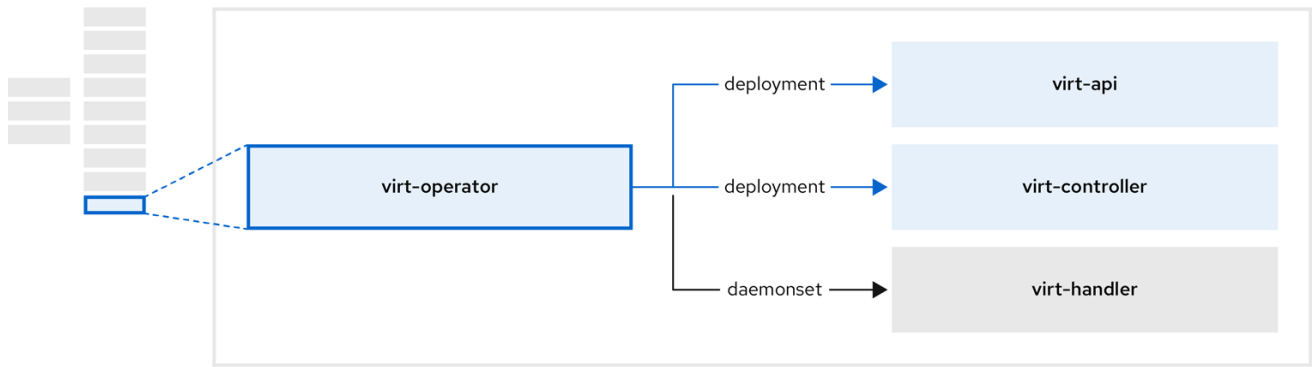 deployment
virt-api
virt-operator
deployment
virt-controller
daemonset
virt-handler